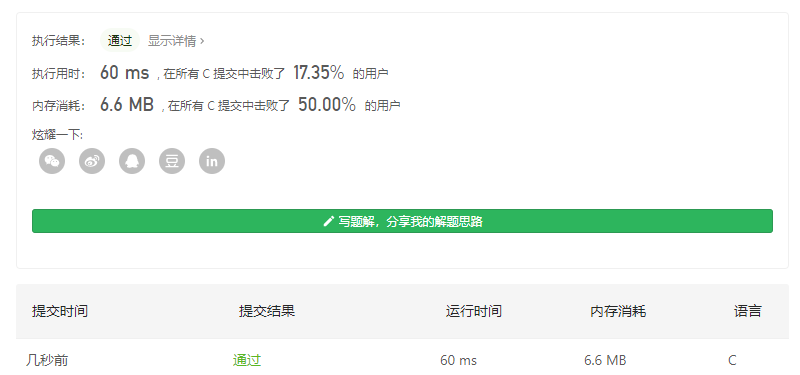 执行结果： 通过 显示详情 ›
执行用时： 60 ms , 在所有 C 提交中击败了 17.35% 的用户
内存消耗： 6.6 MB , 在所有 C 提交中击败了 50.00% 的用户
炫耀一下:
豆 in
写题解，分享我的解题思路
提交时间 提交结果 运行时间 内存消耗 语言
几秒前 通过 60 ms 6.6 MB C